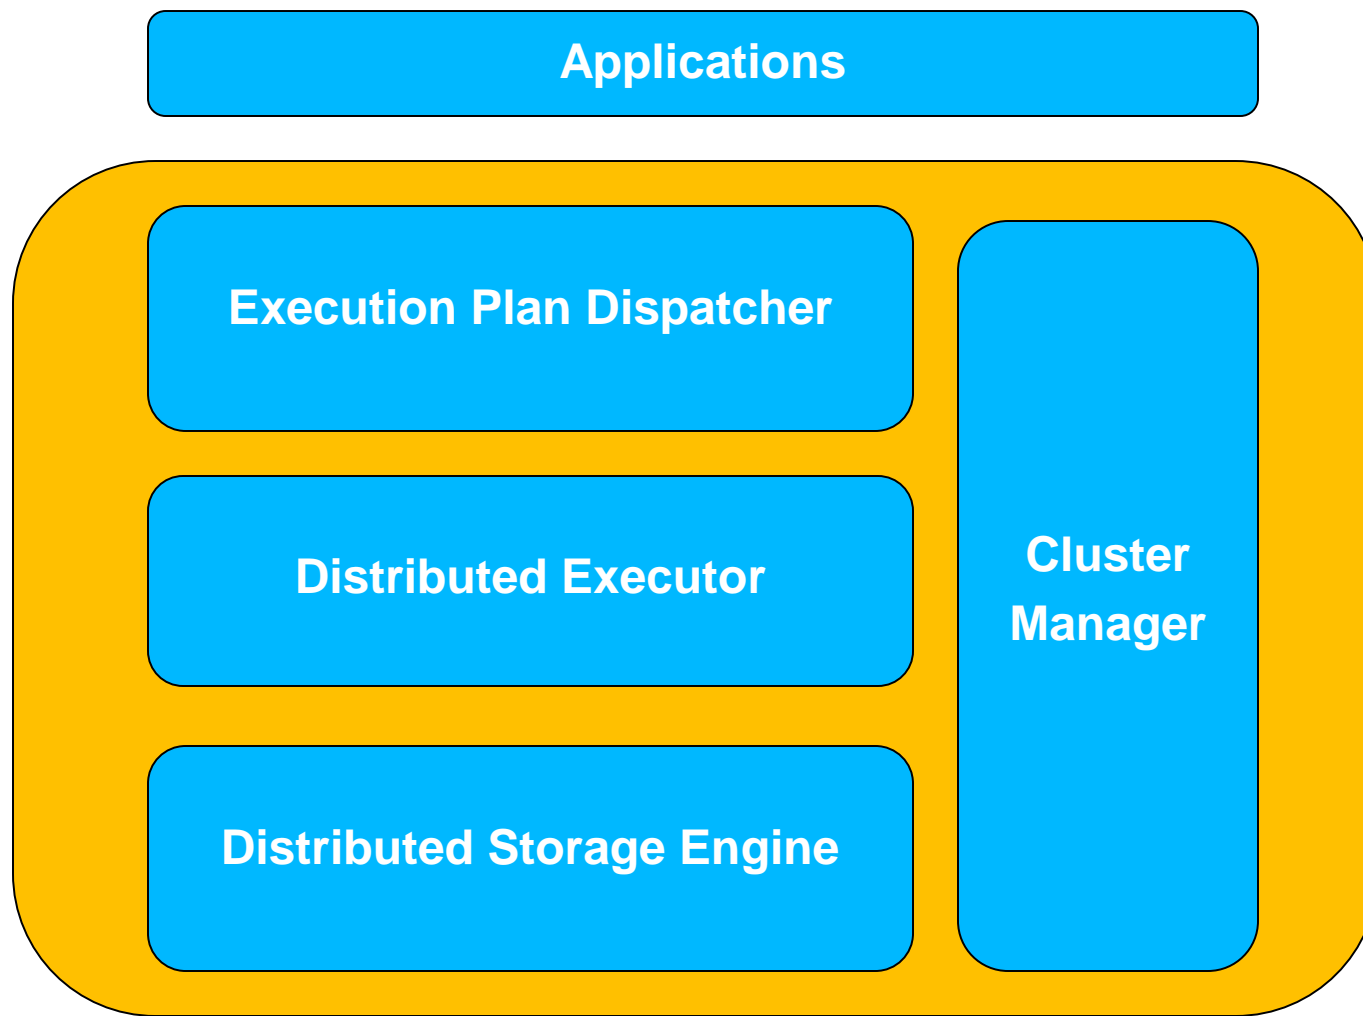 Applications
Execution Plan Dispatcher
Distributed Executor
Distributed Storage Engine
Cluster
Manager